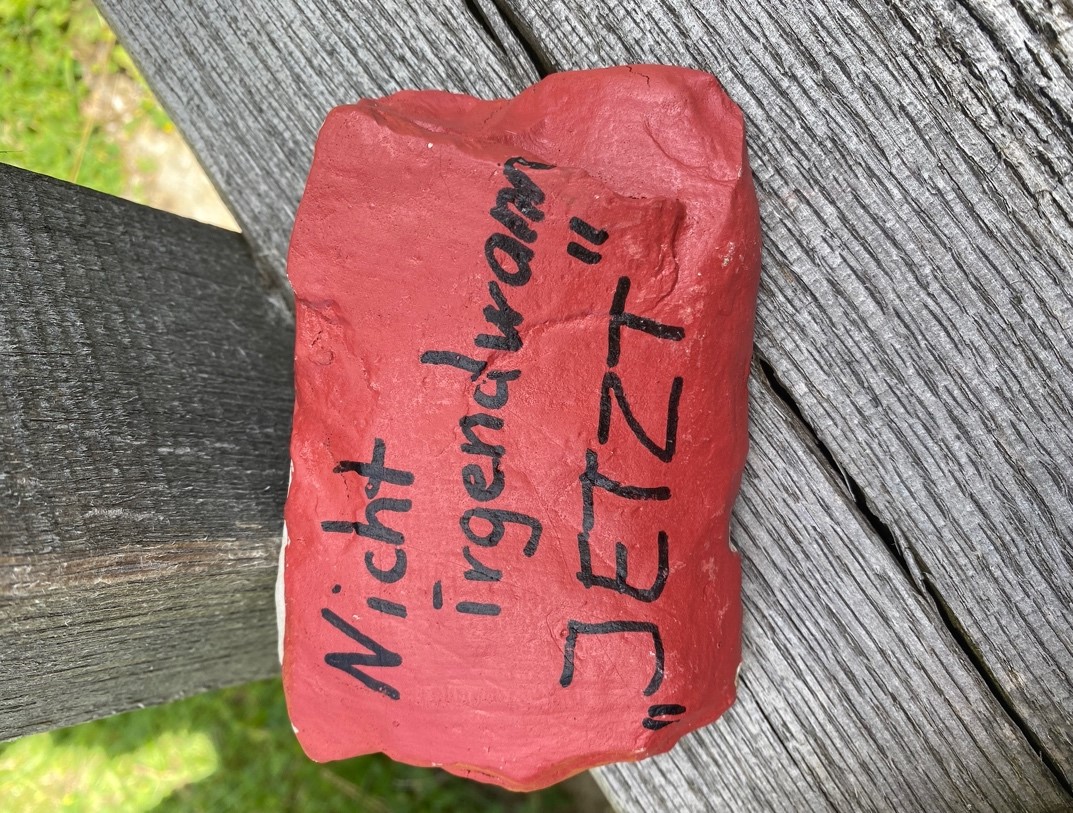 Nicht
irgendwann
„JETZT"